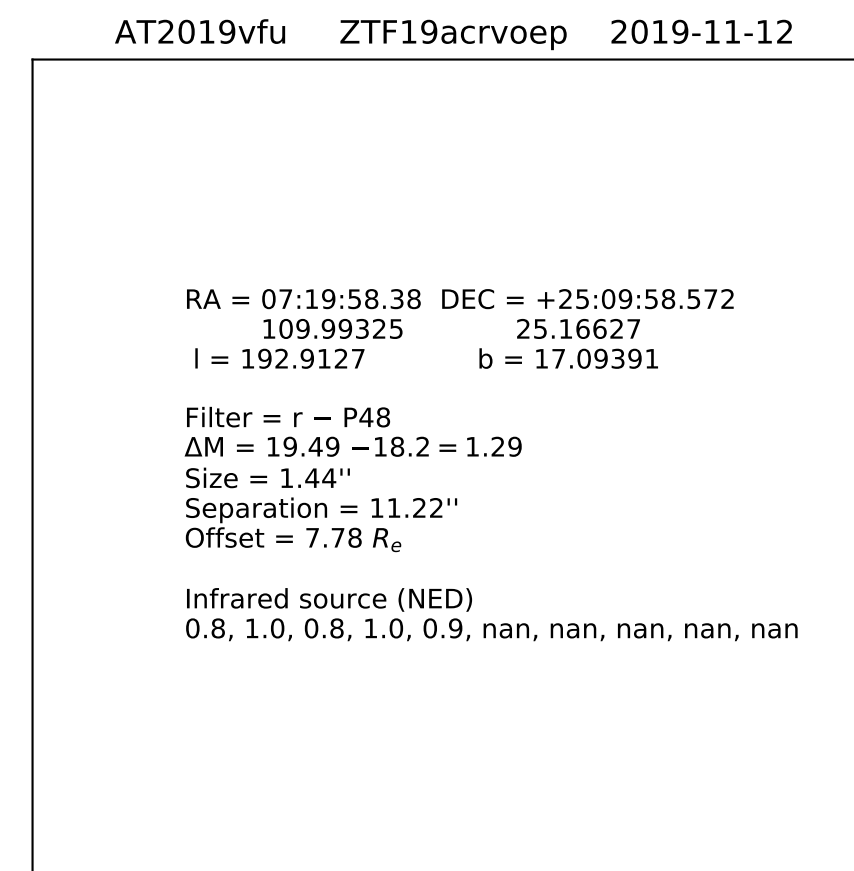 AT2019vfu ZTF19acrvoep 2019-11-12
RA = 07:19:58.38 DEC = +25:09:58.572
109.99325 25.16627
l = 192.9127 b = 17.09391
Filter = r − P48
ΔM = 19.49 −18.2 = 1.29
Size = 1.44''
Separation = 11.22''
Offset = 7.78 Re
Infrared source (NED)
0.8, 1.0, 0.8, 1.0, 0.9, nan, nan, nan, nan, nan